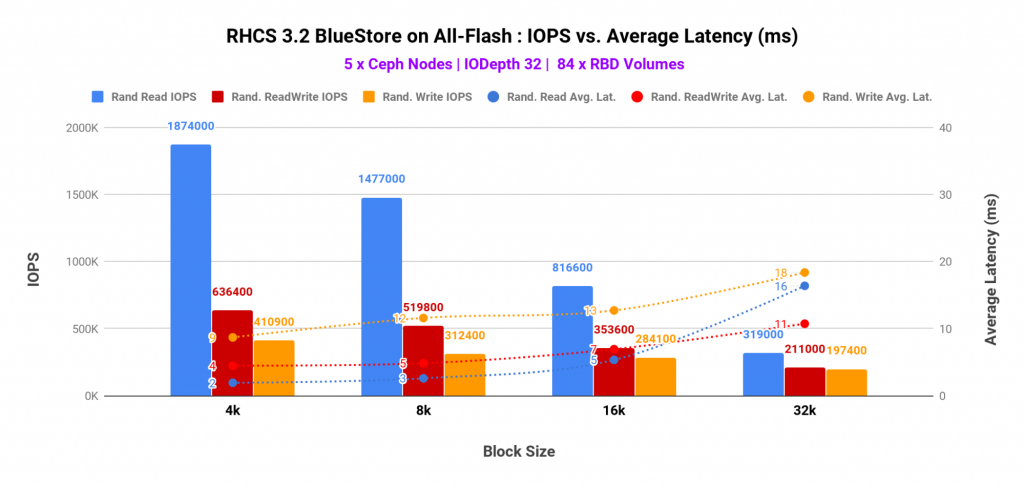 RHCS 3.2 BlueStore on All-Flash : IOPS vs. Average Latency (ms)
5 x Ceph Nodes | IODepth 32 | 84 x RBD Volumes
Rand Read IOPS Rand. ReadWrite IOPS Rand. Write IOPS Rand. Read Avg. Lat. Rand. ReadWrite Avg. Lat. Rand. Write Avg. Lat.
2000K
1500K
1000K
500K
0K
IOPS
1874000
636400
410900
9
4
2
1477000
519800
312400
12
5
3
816600
353600
284100
13
7
5
319000
211000
197400
18
16
11
40
30
20
10
0
Average Latency (ms)
4k 8k 16k 32k
Block Size